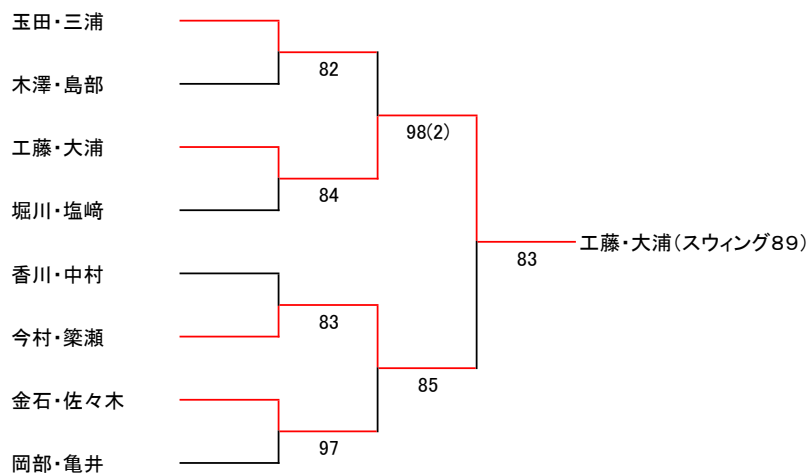 玉田・三浦
82
木澤・島部
98(2)
工藤・大浦
84
堀川・塩﨑
工藤・大浦(スウィング89)
83
香川・中村
83
今村・簗瀬
85
金石・佐々木
97
岡部・亀井